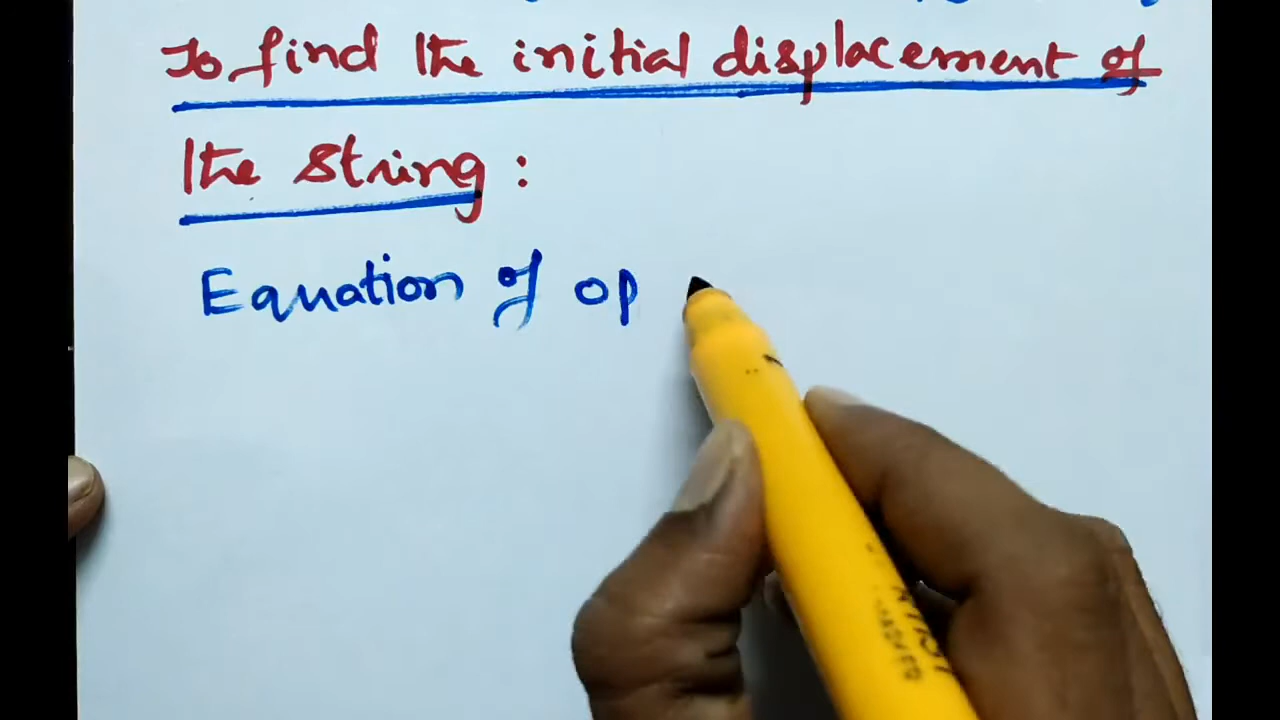 To find the initial displacement of
the string :
Equation of op